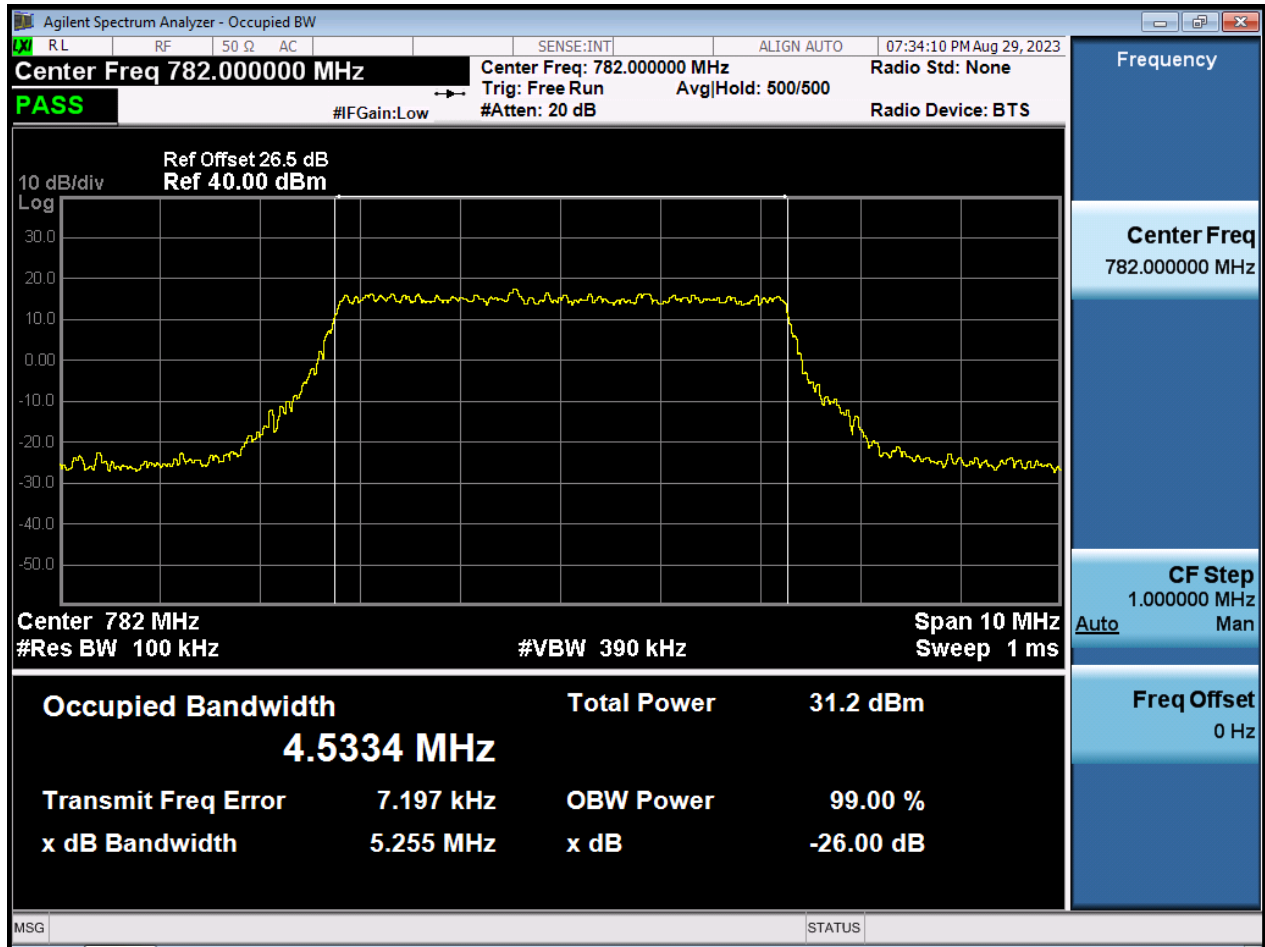 Agilent Spectrum Analyzer - Occupied BW
LXI RL RF 50 Ω AC SENSE:INT ALIGN AUTO 07:34:10 PM Aug 29, 2023
Center Freq 782.000000 MHz Center Freq: 782.000000 MHz Radio Std: None
Trig: Free Run Avg|Hold: 500/500
PASS #IFGain:Low #Atten: 20 dB Radio Device: BTS
Ref Offset 26.5 dB
10 dB/div Ref 40.00 dBm
Log
30.0
20.0
10.0
0.00
-10.0
-20.0
-30.0
-40.0
-50.0
Center 782 MHz Span 10 MHz
#Res BW 100 kHz #VBW 390 kHz Sweep 1 ms
Occupied Bandwidth Total Power 31.2 dBm
4.5334 MHz
Transmit Freq Error 7.197 kHz OBW Power 99.00 %
x dB Bandwidth 5.255 MHz x dB -26.00 dB
MSG STATUS
Frequency
Center Freq
782.000000 MHz
CF Step
1.000000 MHz
Auto Man
Freq Offset
0 Hz